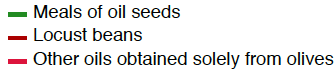 Meals of oil seeds
Locust beans
Other oils obtained solely from olives